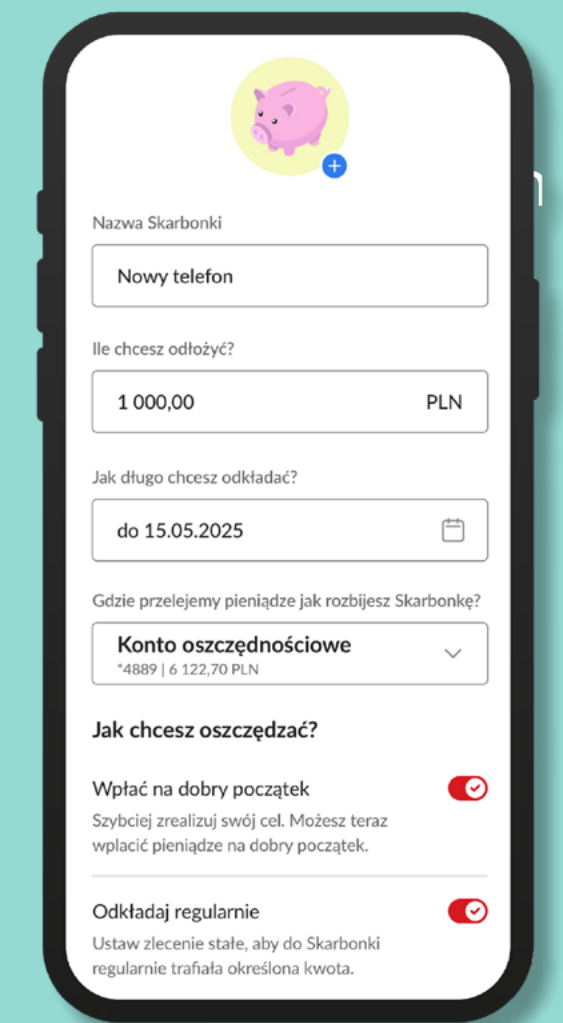 Nazwa Skarbonki
Nowy telefon
Ile chcesz odłożyć?
1 000,00 PLN
Jak długo chcesz odkładać?
do 15.05.2025
Gdzie przelejemy pieniądze jak rozbijesz Skarbonkę?
Konto oszczędnościowe
*4889 | 6 122,70 PLN
Jak chcesz oszczędzać?
Wpłać na dobry początek
Szybciej zrealizuj swój cel. Możesz teraz
wplacić pieniądze na dobry początek.
Odkładaj regularnie
Ustaw zlecenie stałe, aby do Skarbonki
regularnie trafiała określona kwota.